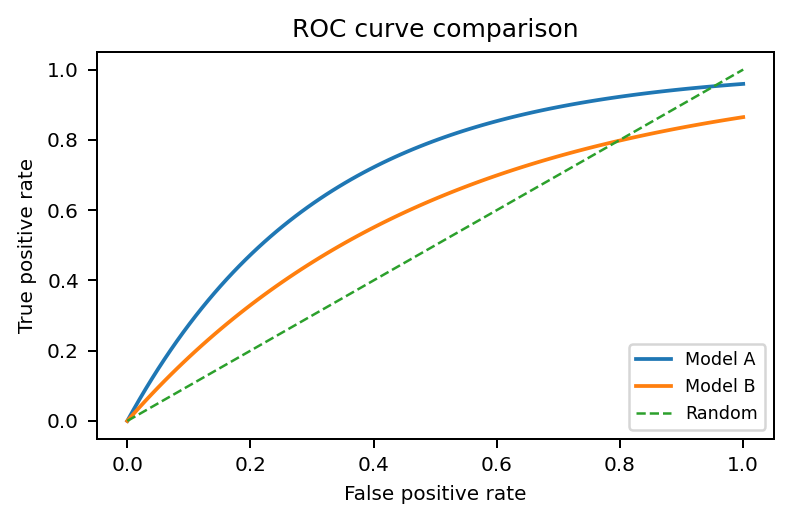 ROC curve comparison
True positive rate
1.0
0.8
0.6
0.4
0.2
0.0
0.0 0.2 0.4 0.6 0.8 1.0
False positive rate
Model A
Model B
Random